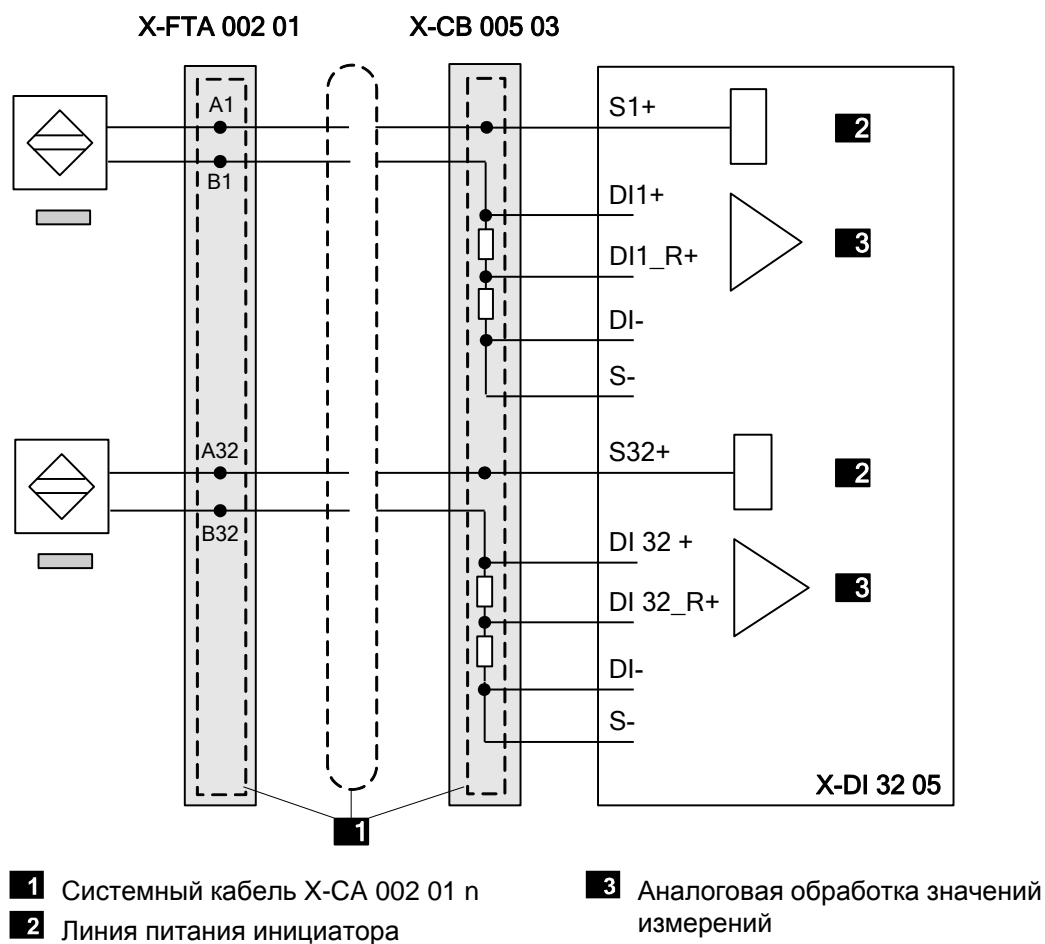 X-FTA 002 01
X-CB 005 03
A1
B1
S1+
2
DI1+
3
DI1_R+
DI-
S-
A32
B32
S32+
2
DI 32 +
3
DI 32_R+
DI-
S-
X-DI 32 05
1
1 Системный кабель X-CA 002 01 n
2 Линия питания инициатора
3 Аналоговая обработка значений
измерений